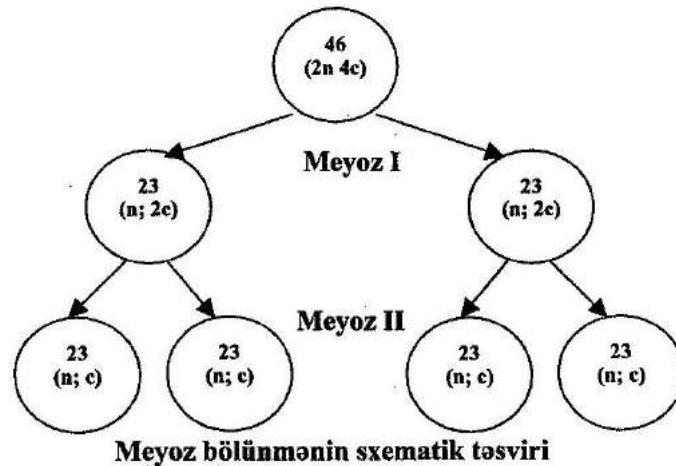 46
(2n 4c)
Meyoz I
23
(n; 2c)
23
(n; 2c)
Meyoz II
23
(n; c)
23
(n; c)
23
(n; c)
23
(n; c)
Meyoz bölünmənin sxematik təsviri